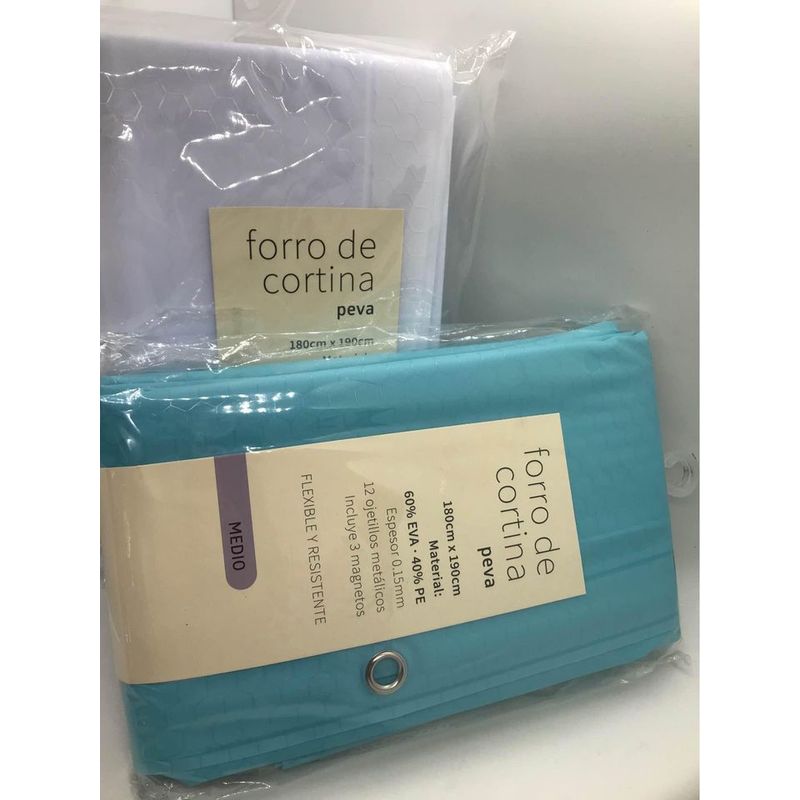 forro de
cortina
peva
180cm x 190cm
Material:
forro de
cortina
peva
180cm x 190cm
Material:
60% EVA · 40% PE
Espesor 0.15mm
12 ojetillos metálicos
Incluye 3 magnetos
FLEXIBLE Y RESISTENTE
MEDIO